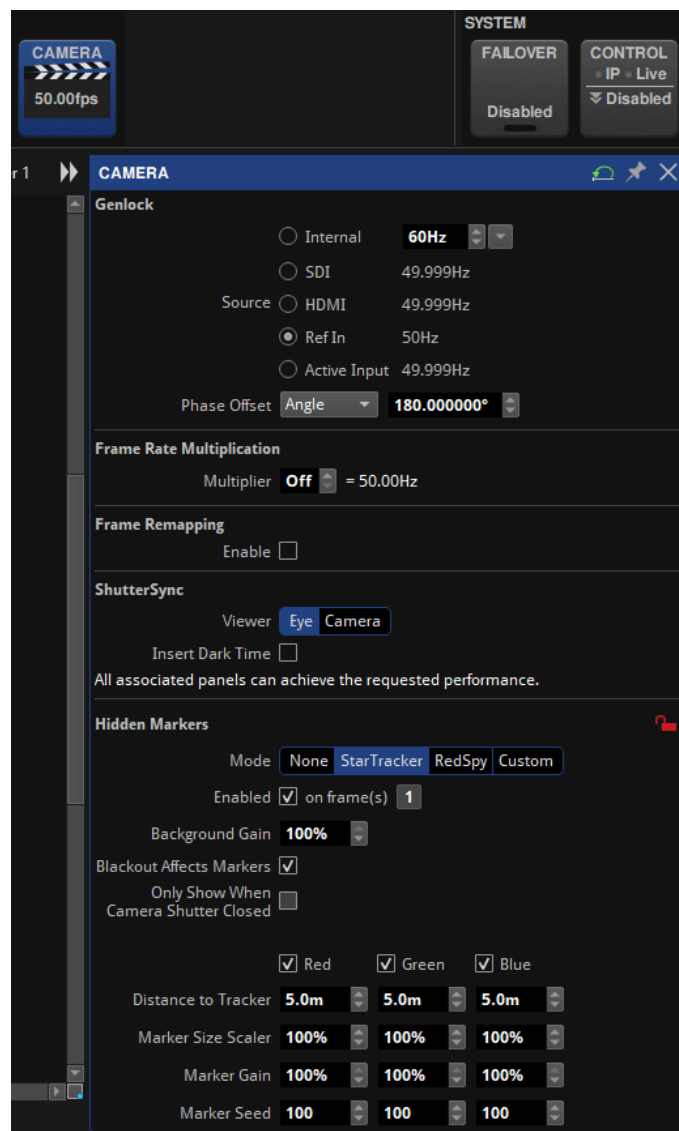 SYSTEM
CAMERA
50.00fps
FAILOVER
Disabled
CONTROL
IP Live
Disabled
r 1
CAMERA
Genlock
Internal 60Hz
SDI 49.999Hz
Source HDMI 49.999Hz
Ref In 50Hz
Active Input 49.999Hz
Phase Offset Angle 180.000000°
Frame Rate Multiplication
Multiplier Off = 50.00Hz
Frame Remapping
Enable
ShutterSync
Viewer Eye Camera
Insert Dark Time
All associated panels can achieve the requested performance.
Hidden Markers
Mode None StarTracker RedSpy Custom
Enabled on frame(s) 1
Background Gain 100%
Blackout Affects Markers
Only Show When
Camera Shutter Closed
Red Green Blue
Distance to Tracker 5.0m 5.0m 5.0m
Marker Size Scaler 100% 100% 100%
Marker Gain 100% 100% 100%
Marker Seed 100 100 100